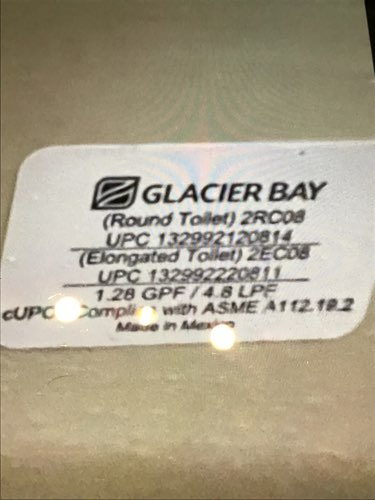 GLACIER BAY
(Round Toilet) 2RC08
UPC 132992120814
(Elongated Toilet) 2EC08
UPC 132992220811
1.28 GPF / 4.8 LPF
cUPC with ASME A112.19.2
Made in Mexico